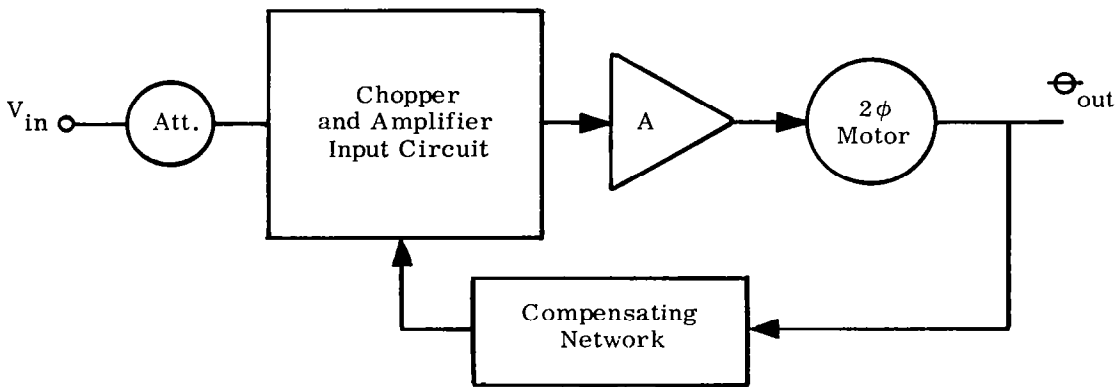 V_in
Att.
Chopper
and Amplifier
Input Circuit
A
2ϕ
Motor
Θ_out
Compensating
Network